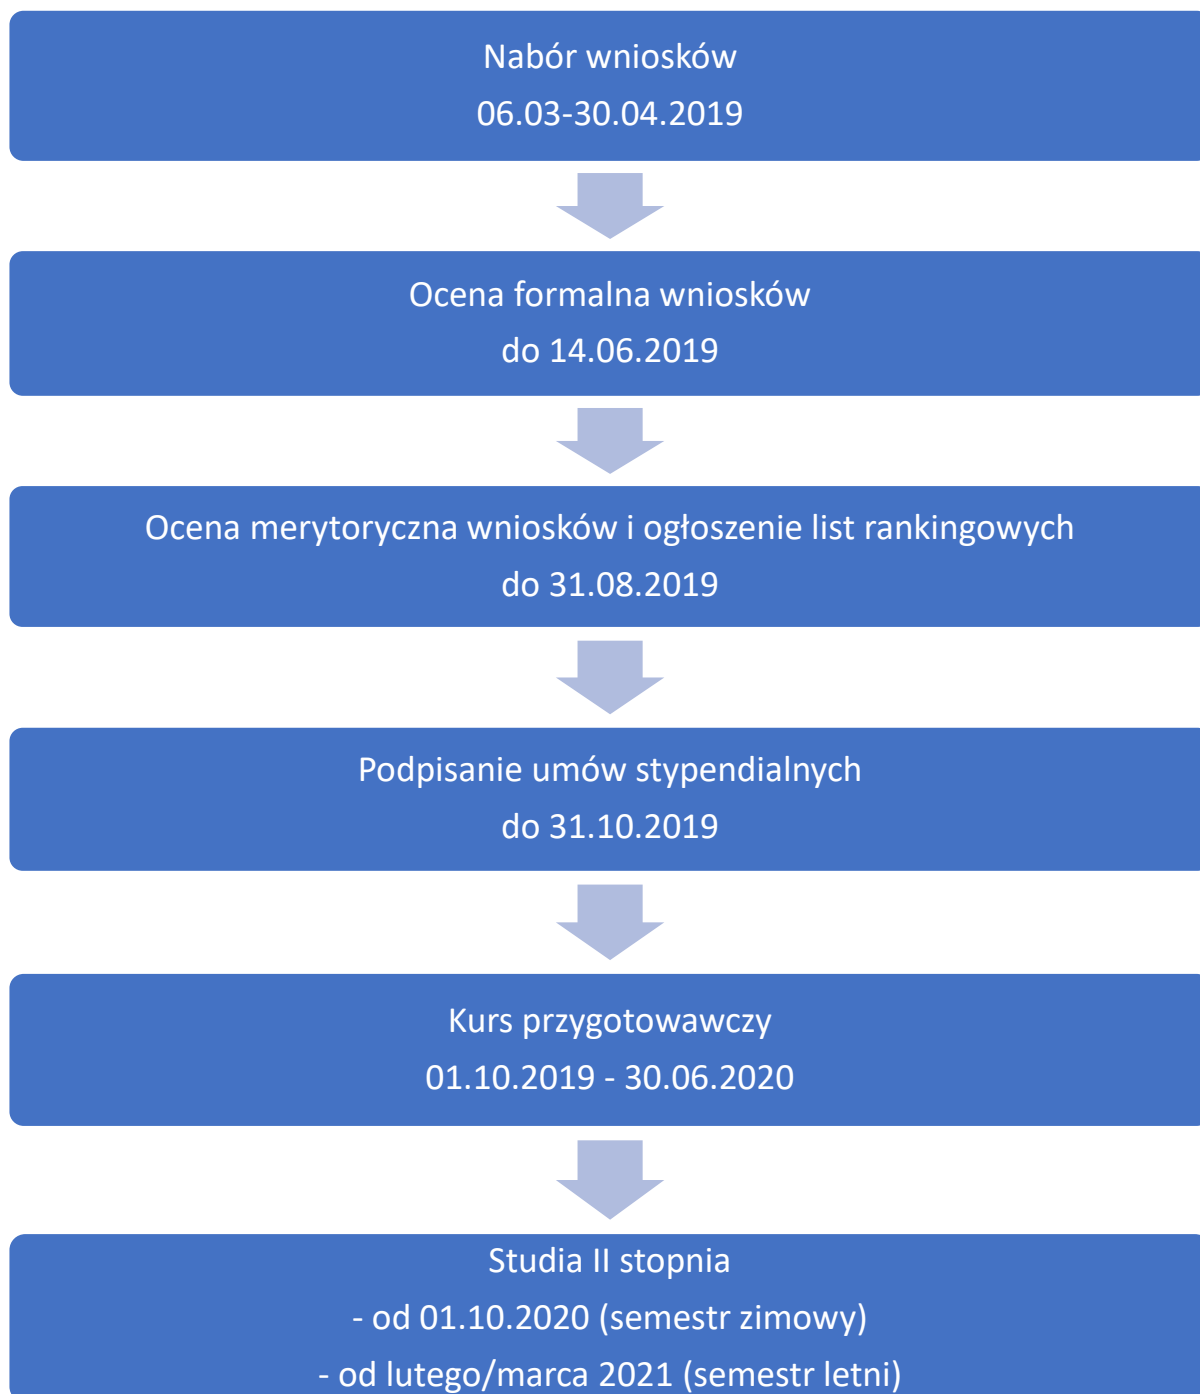 Nabór wniosków
06.03-30.04.2019
Ocena formalna wniosków
do 14.06.2019
Ocena merytoryczna wniosków i ogłoszenie list rankingowych
do 31.08.2019
Podpisanie umów stypendialnych
do 31.10.2019
Kurs przygotowawczy
01.10.2019 - 30.06.2020
Studia II stopnia
- od 01.10.2020 (semestr zimowy)
- od lutego/marca 2021 (semestr letni)